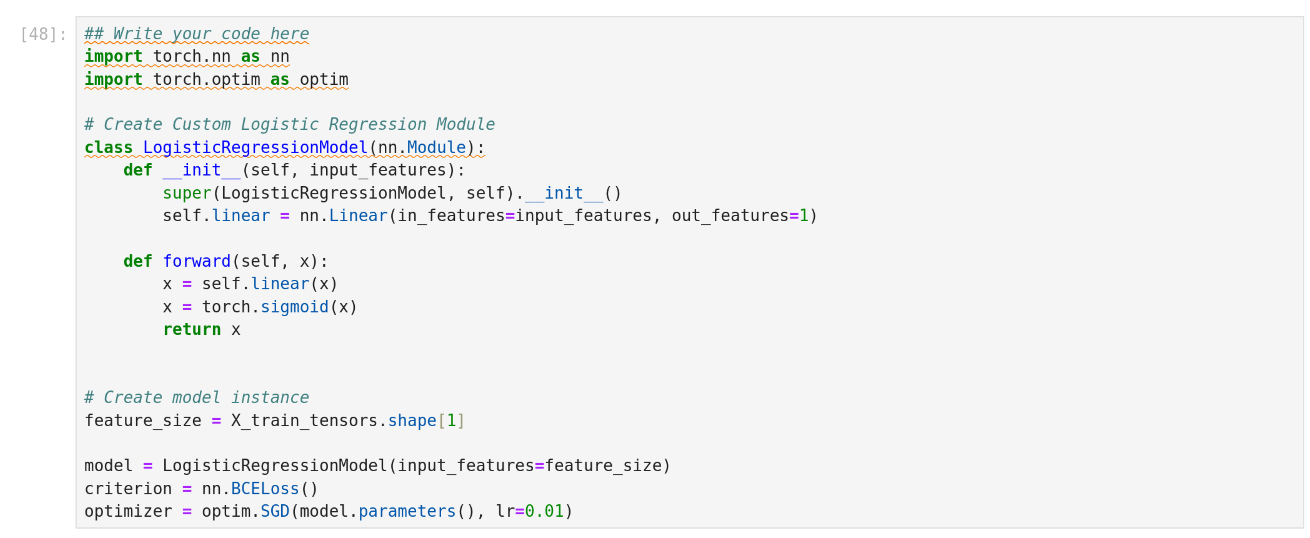 [48]:
## Write your code here
import torch.nn as nn
import torch.optim as optim

# Create Custom Logistic Regression Module
class LogisticRegressionModel(nn.Module):
    def __init__(self, input_features):
        super(LogisticRegressionModel, self).__init__()
        self.linear = nn.Linear(in_features=input_features, out_features=1)

    def forward(self, x):
        x = self.linear(x)
        x = torch.sigmoid(x)
        return x


# Create model instance
feature_size = X_train_tensors.shape[1]

model = LogisticRegressionModel(input_features=feature_size)
criterion = nn.BCELoss()
optimizer = optim.SGD(model.parameters(), lr=0.01)